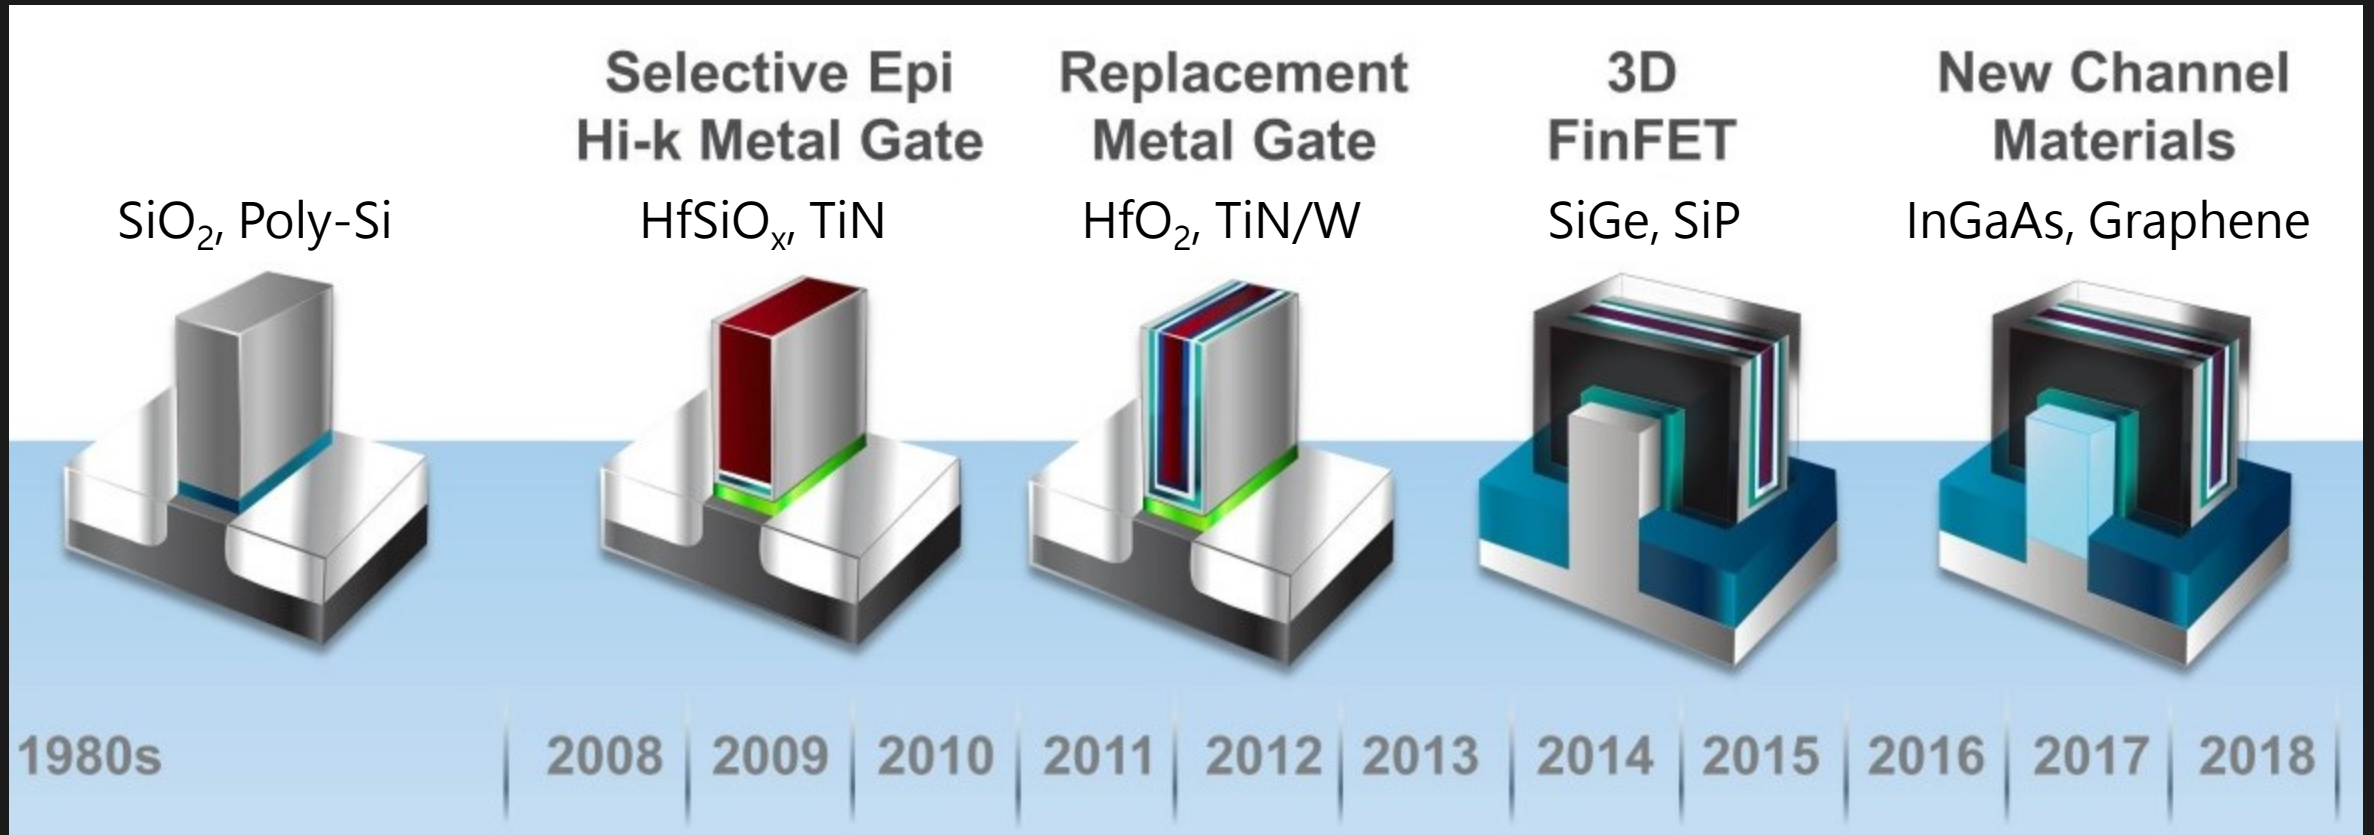 Selective Epi
Hi-k Metal Gate
Replacement
Metal Gate
3D
FinFET
New Channel
Materials
SiO₂, Poly-Si
HfSiOₓ, TiN
HfO₂, TiN/W
SiGe, SiP
InGaAs, Graphene
1980s
2008
2009
2010
2011
2012
2013
2014
2015
2016
2017
2018